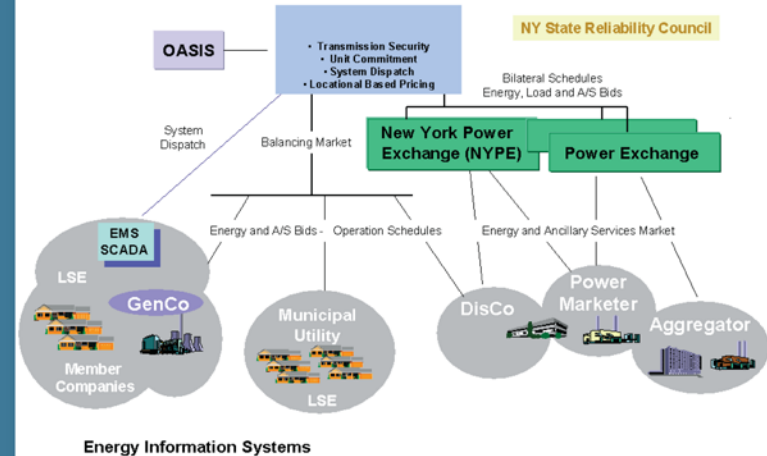 NY State Reliability Council
OASIS
• Transmission Security
• Unit Commitment
• System Dispatch
• Locational Based Pricing
Bilateral Schedules
Energy, Load and A/S Bids
System
Dispatch
Balancing Market
New York Power
Exchange (NYPE)
Power Exchange
EMS
SCADA
Energy and A/S Bids - Operation Schedules
Energy and Ancillary Services Market
LSE
GenCo
Member
Companies
Municipal
Utility
LSE
DisCo
Power
Marketer
Aggregator
Energy Information Systems